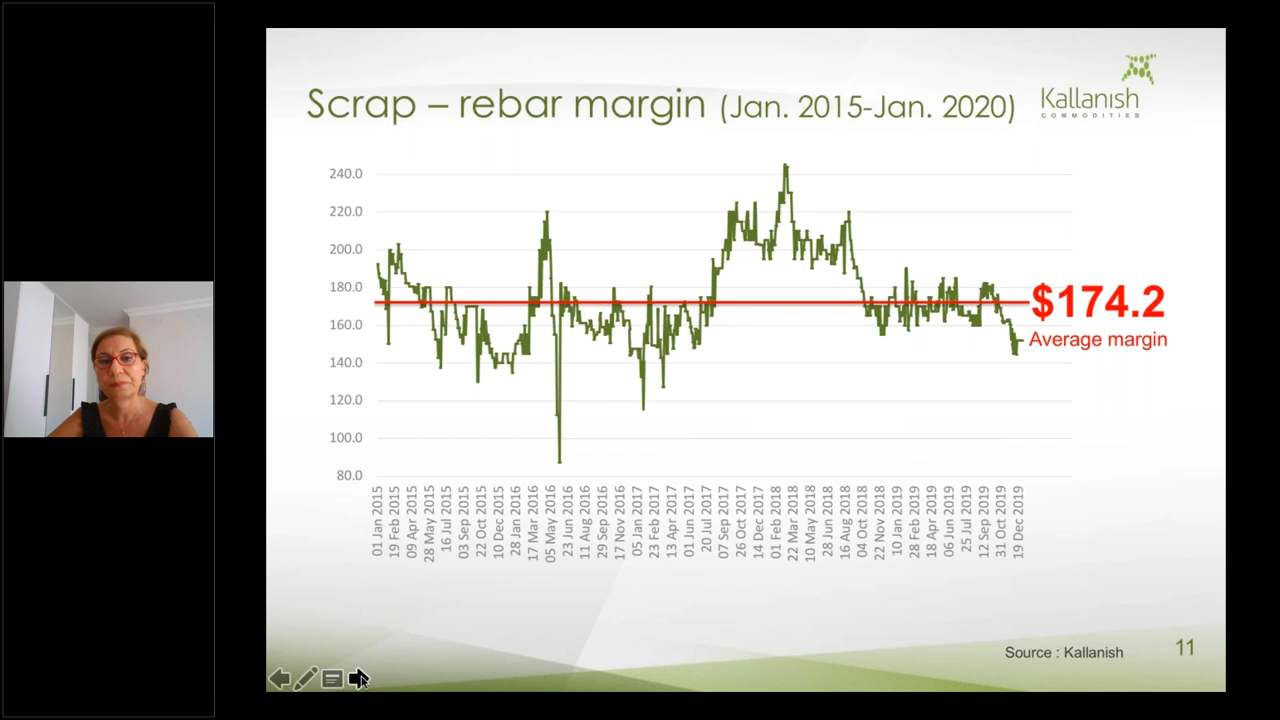 Scrap – rebar margin (Jan. 2015-Jan. 2020)
Kallanish
COMMODITIES
240.0
220.0
200.0
180.0
160.0
140.0
120.0
100.0
80.0
$174.2
Average margin
01 Jan 2015
19 Feb 2015
09 Apr 2015
28 May 2015
16 Jul 2015
03 Sep 2015
22 Oct 2015
10 Dec 2015
28 Jan 2016
17 Mar 2016
05 May 2016
23 Jun 2016
11 Aug 2016
29 Sep 2016
17 Nov 2016
05 Jan 2017
23 Feb 2017
13 Apr 2017
01 Jun 2017
20 Jul 2017
07 Sep 2017
26 Oct 2017
14 Dec 2017
01 Feb 2018
22 Mar 2018
10 May 2018
28 Jun 2018
16 Aug 2018
04 Oct 2018
22 Nov 2018
10 Jan 2019
28 Feb 2019
18 Apr 2019
06 Jun 2019
25 Jul 2019
12 Sep 2019
31 Oct 2019
19 Dec 2019
Source : Kallanish
11